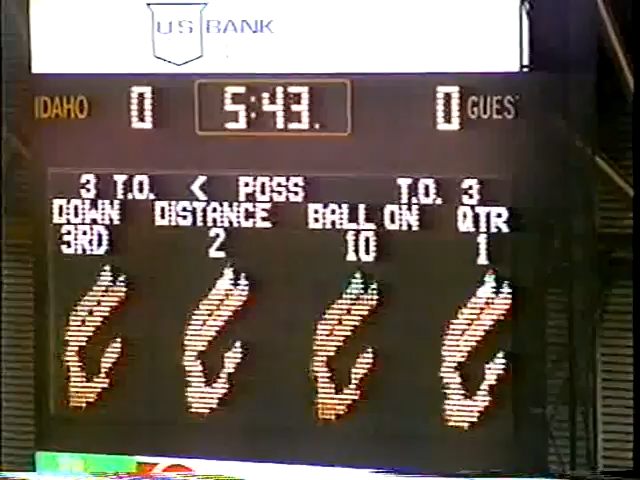 US BANK
IDAHO 0 5:43. 0 GUES
3 T.O. < POSS T.O. 3
DOWN DISTANCE BALL ON QTR
3RD 2 10 1